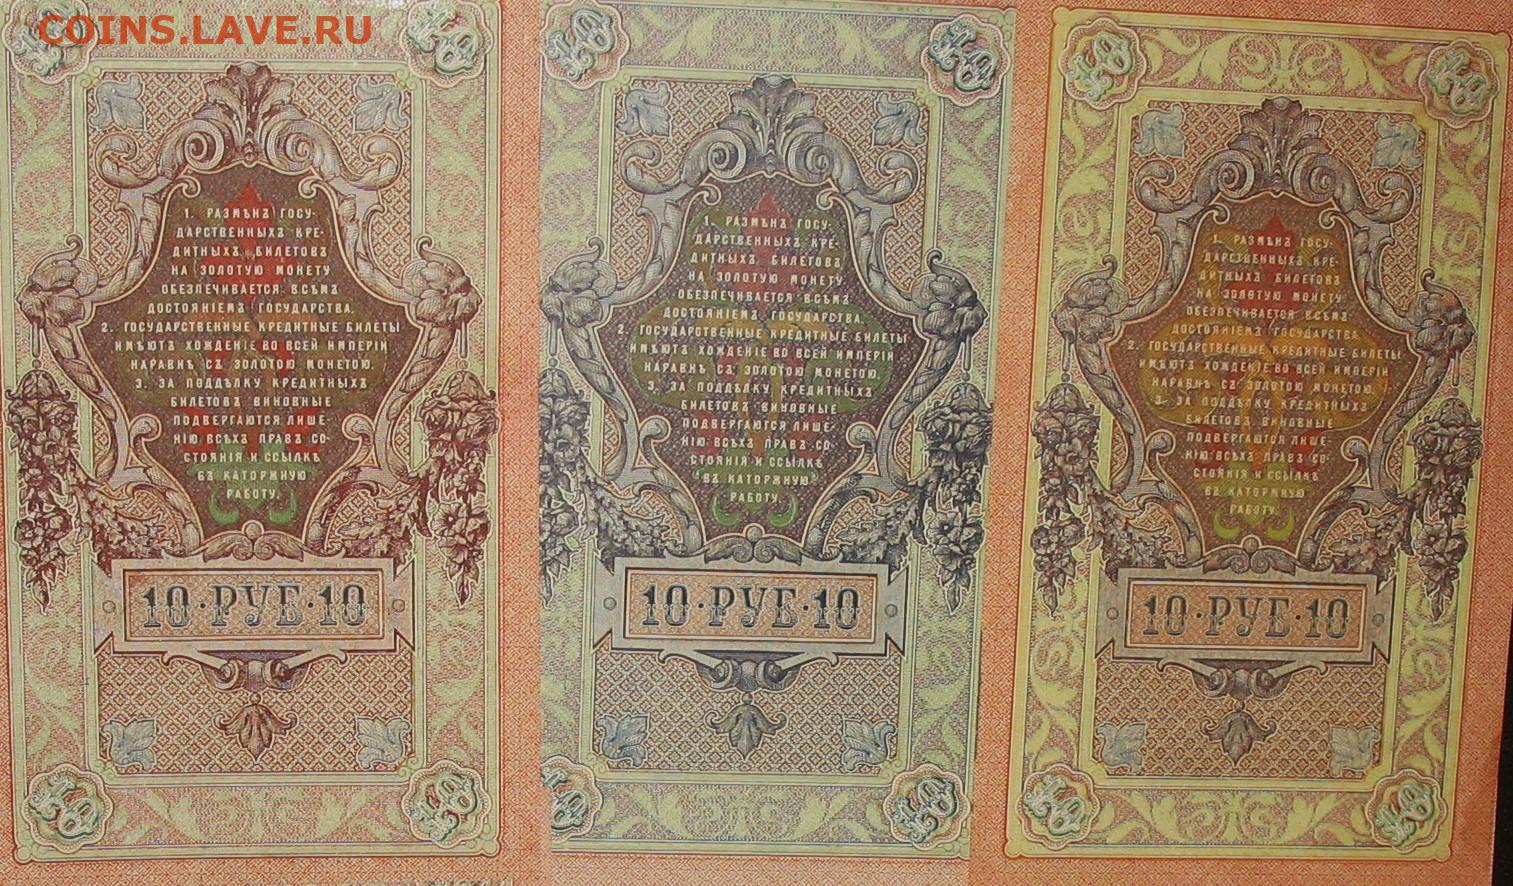 COINS.LAVE.RU
1. РАЗМѢНЪ ГОСУ-
ДАРСТВЕННЫХЪ КРЕ-
ДИТНЫХЪ БИЛЕТОВЪ
НА ЗОЛОТУЮ МОНЕТУ
ОБЕЗПЕЧИВАЕТСЯ ВСѢМЪ
ДОСТОЯНІЕМЪ ГОСУДАРСТВА.
2. ГОСУДАРСТВЕННЫЕ КРЕДИТНЫЕ БИЛЕТЫ
ИМѢЮТЪ ХОЖДЕНІЕ ВО ВСЕЙ ИМПЕРІИ
НАРАВНѢ СЪ ЗОЛОТОЮ МОНЕТОЮ.
3. ЗА ПОДДѢЛКУ КРЕДИТНЫХЪ
БИЛЕТОВЪ ВИНОВНЫЕ
ПОДВЕРГАЮТСЯ ЛИШЕ-
НІЮ ВСѢХЪ ПРАВЪ СО-
СТОЯНІЯ И ССЫЛКѢ
ВЪ КАТОРЖНУЮ
РАБОТУ.
10·РУБ·10
1. РАЗМѢНЪ ГОСУ-
ДАРСТВЕННЫХЪ КРЕ-
ДИТНЫХЪ БИЛЕТОВЪ
НА ЗОЛОТУЮ МОНЕТУ
ОБЕЗПЕЧИВАЕТСЯ ВСѢМЪ
ДОСТОЯНІЕМЪ ГОСУДАРСТВА.
2. ГОСУДАРСТВЕННЫЕ КРЕДИТНЫЕ БИЛЕТЫ
ИМѢЮТЪ ХОЖДЕНІЕ ВО ВСЕЙ ИМПЕРІИ
НАРАВНѢ СЪ ЗОЛОТОЮ МОНЕТОЮ.
3. ЗА ПОДДѢЛКУ КРЕДИТНЫХЪ
БИЛЕТОВЪ ВИНОВНЫЕ
ПОДВЕРГАЮТСЯ ЛИШЕ-
НІЮ ВСѢХЪ ПРАВЪ СО-
СТОЯНІЯ И ССЫЛКѢ
ВЪ КАТОРЖНУЮ
РАБОТУ.
10·РУБ·10
1. РАЗМѢНЪ ГОСУ-
ДАРСТВЕННЫХЪ КРЕ-
ДИТНЫХЪ БИЛЕТОВЪ
НА ЗОЛОТУЮ МОНЕТУ
ОБЕЗПЕЧИВАЕТСЯ ВСѢМЪ
ДОСТОЯНІЕМЪ ГОСУДАРСТВА.
2. ГОСУДАРСТВЕННЫЕ КРЕДИТНЫЕ БИЛЕТЫ
ИМѢЮТЪ ХОЖДЕНІЕ ВО ВСЕЙ ИМПЕРІИ
НАРАВНѢ СЪ ЗОЛОТОЮ МОНЕТОЮ.
3. ЗА ПОДДѢЛКУ КРЕДИТНЫХЪ
БИЛЕТОВЪ ВИНОВНЫЕ
ПОДВЕРГАЮТСЯ ЛИШЕ-
НІЮ ВСѢХЪ ПРАВЪ СО-
СТОЯНІЯ И ССЫЛКѢ
ВЪ КАТОРЖНУЮ
РАБОТУ.
10·РУБ·10